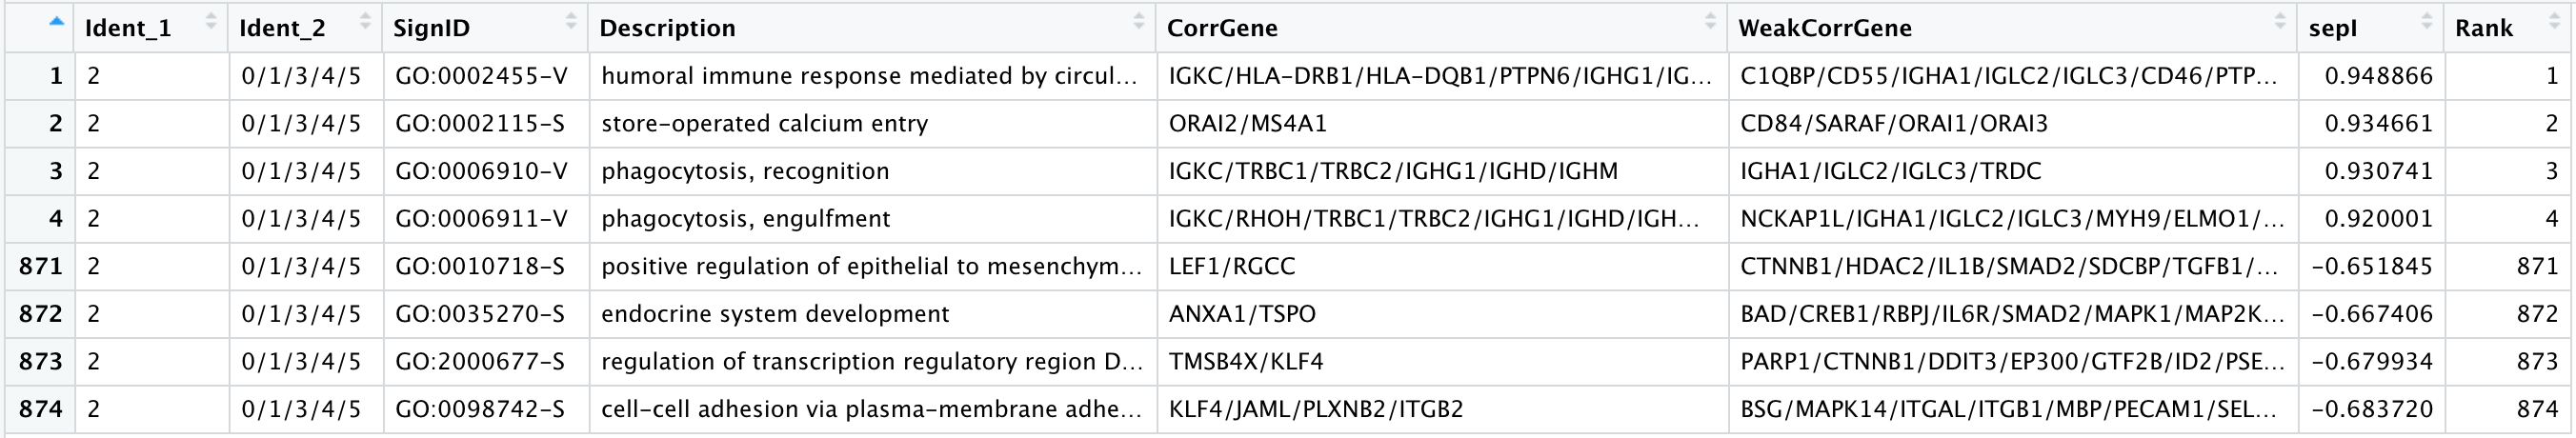 Ident_1 Ident_2 SignID Description CorrGene WeakCorrGene sepI Rank
1 2 0/1/3/4/5 GO:0002455-V humoral immune response mediated by circul... IGKC/HLA-DRB1/HLA-DQB1/PTPN6/IGHG1/IG... C1QBP/CD55/IGHA1/IGLC2/IGLC3/CD46/PTP... 0.948866 1
2 2 0/1/3/4/5 GO:0002115-S store-operated calcium entry ORAI2/MS4A1 CD84/SARAF/ORAI1/ORAI3 0.934661 2
3 2 0/1/3/4/5 GO:0006910-V phagocytosis, recognition IGKC/TRBC1/TRBC2/IGHG1/IGHD/IGHM IGHA1/IGLC2/IGLC3/TRDC 0.930741 3
4 2 0/1/3/4/5 GO:0006911-V phagocytosis, engulfment IGKC/RHOH/TRBC1/TRBC2/IGHG1/IGHD/IGH... NCKAP1L/IGHA1/IGLC2/IGLC3/MYH9/ELMO1/... 0.920001 4
871 2 0/1/3/4/5 GO:0010718-S positive regulation of epithelial to mesenchym... LEF1/RGCC CTNNB1/HDAC2/IL1B/SMAD2/SDCBP/TGFB1/... -0.651845 871
872 2 0/1/3/4/5 GO:0035270-S endocrine system development ANXA1/TSPO BAD/CREB1/RBPJ/IL6R/SMAD2/MAPK1/MAP2K... -0.667406 872
873 2 0/1/3/4/5 GO:2000677-S regulation of transcription regulatory region D... TMSB4X/KLF4 PARP1/CTNNB1/DDIT3/EP300/GTF2B/ID2/PSE... -0.679934 873
874 2 0/1/3/4/5 GO:0098742-S cell-cell adhesion via plasma-membrane adhe... KLF4/JAML/PLXNB2/ITGB2 BSG/MAPK14/ITGAL/ITGB1/MBP/PECAM1/SEL... -0.683720 874